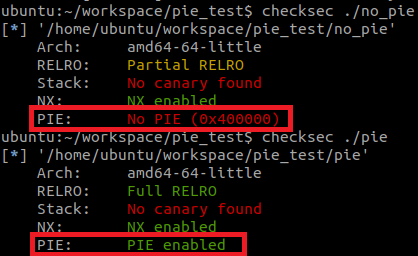 ubuntu:~/workspace/pie_test$ checksec ./no_pie
[*] '/home/ubuntu/workspace/pie_test/no_pie'
Arch: amd64-64-little
RELRO: Partial RELRO
Stack: No canary found
NX: NX enabled
PIE: No PIE (0x400000)
ubuntu:~/workspace/pie_test$ checksec ./pie
[*] '/home/ubuntu/workspace/pie_test/pie'
Arch: amd64-64-little
RELRO: Full RELRO
Stack: No canary found
NX: NX enabled
PIE: PIE enabled